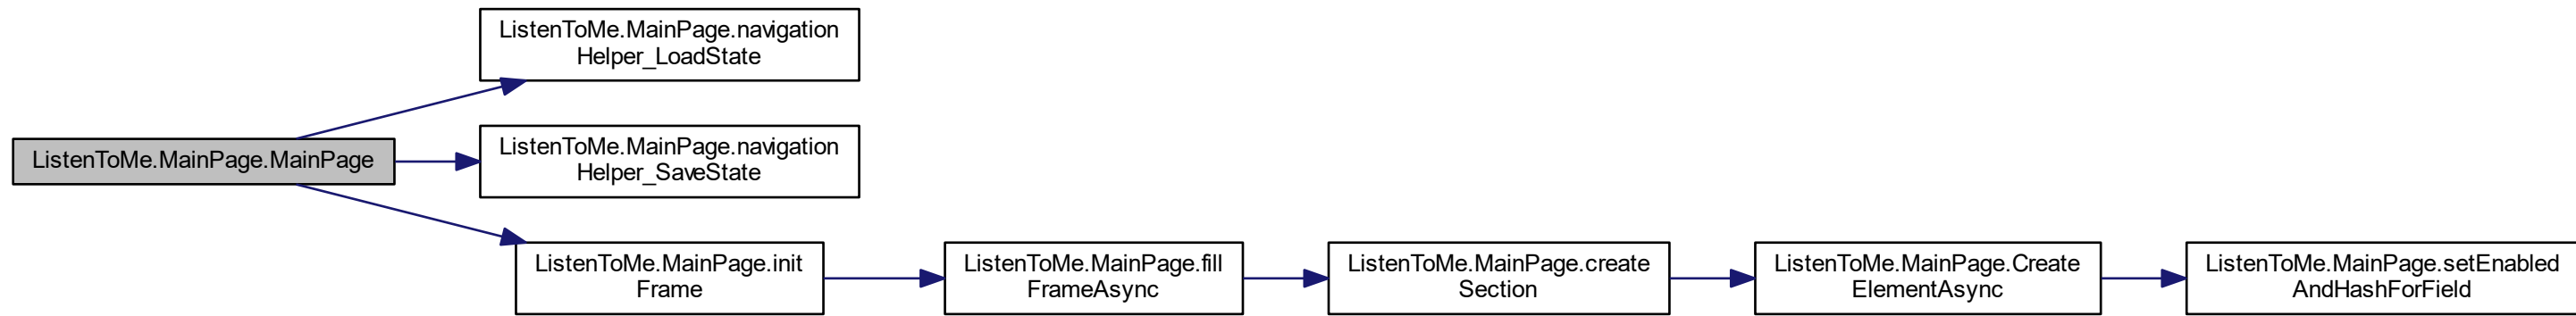 ListenToMe.MainPage.MainPage
ListenToMe.MainPage.navigation
Helper_LoadState
ListenToMe.MainPage.navigation
Helper_SaveState
ListenToMe.MainPage.init
Frame
ListenToMe.MainPage.fill
FrameAsync
ListenToMe.MainPage.create
Section
ListenToMe.MainPage.Create
ElementAsync
ListenToMe.MainPage.setEnabled
AndHashForField